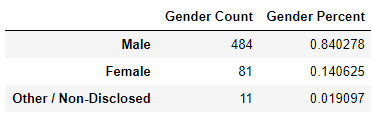 Gender Count Gender Percent
Male 484 0.840278
Female 81 0.140625
Other / Non-Disclosed 11 0.019097